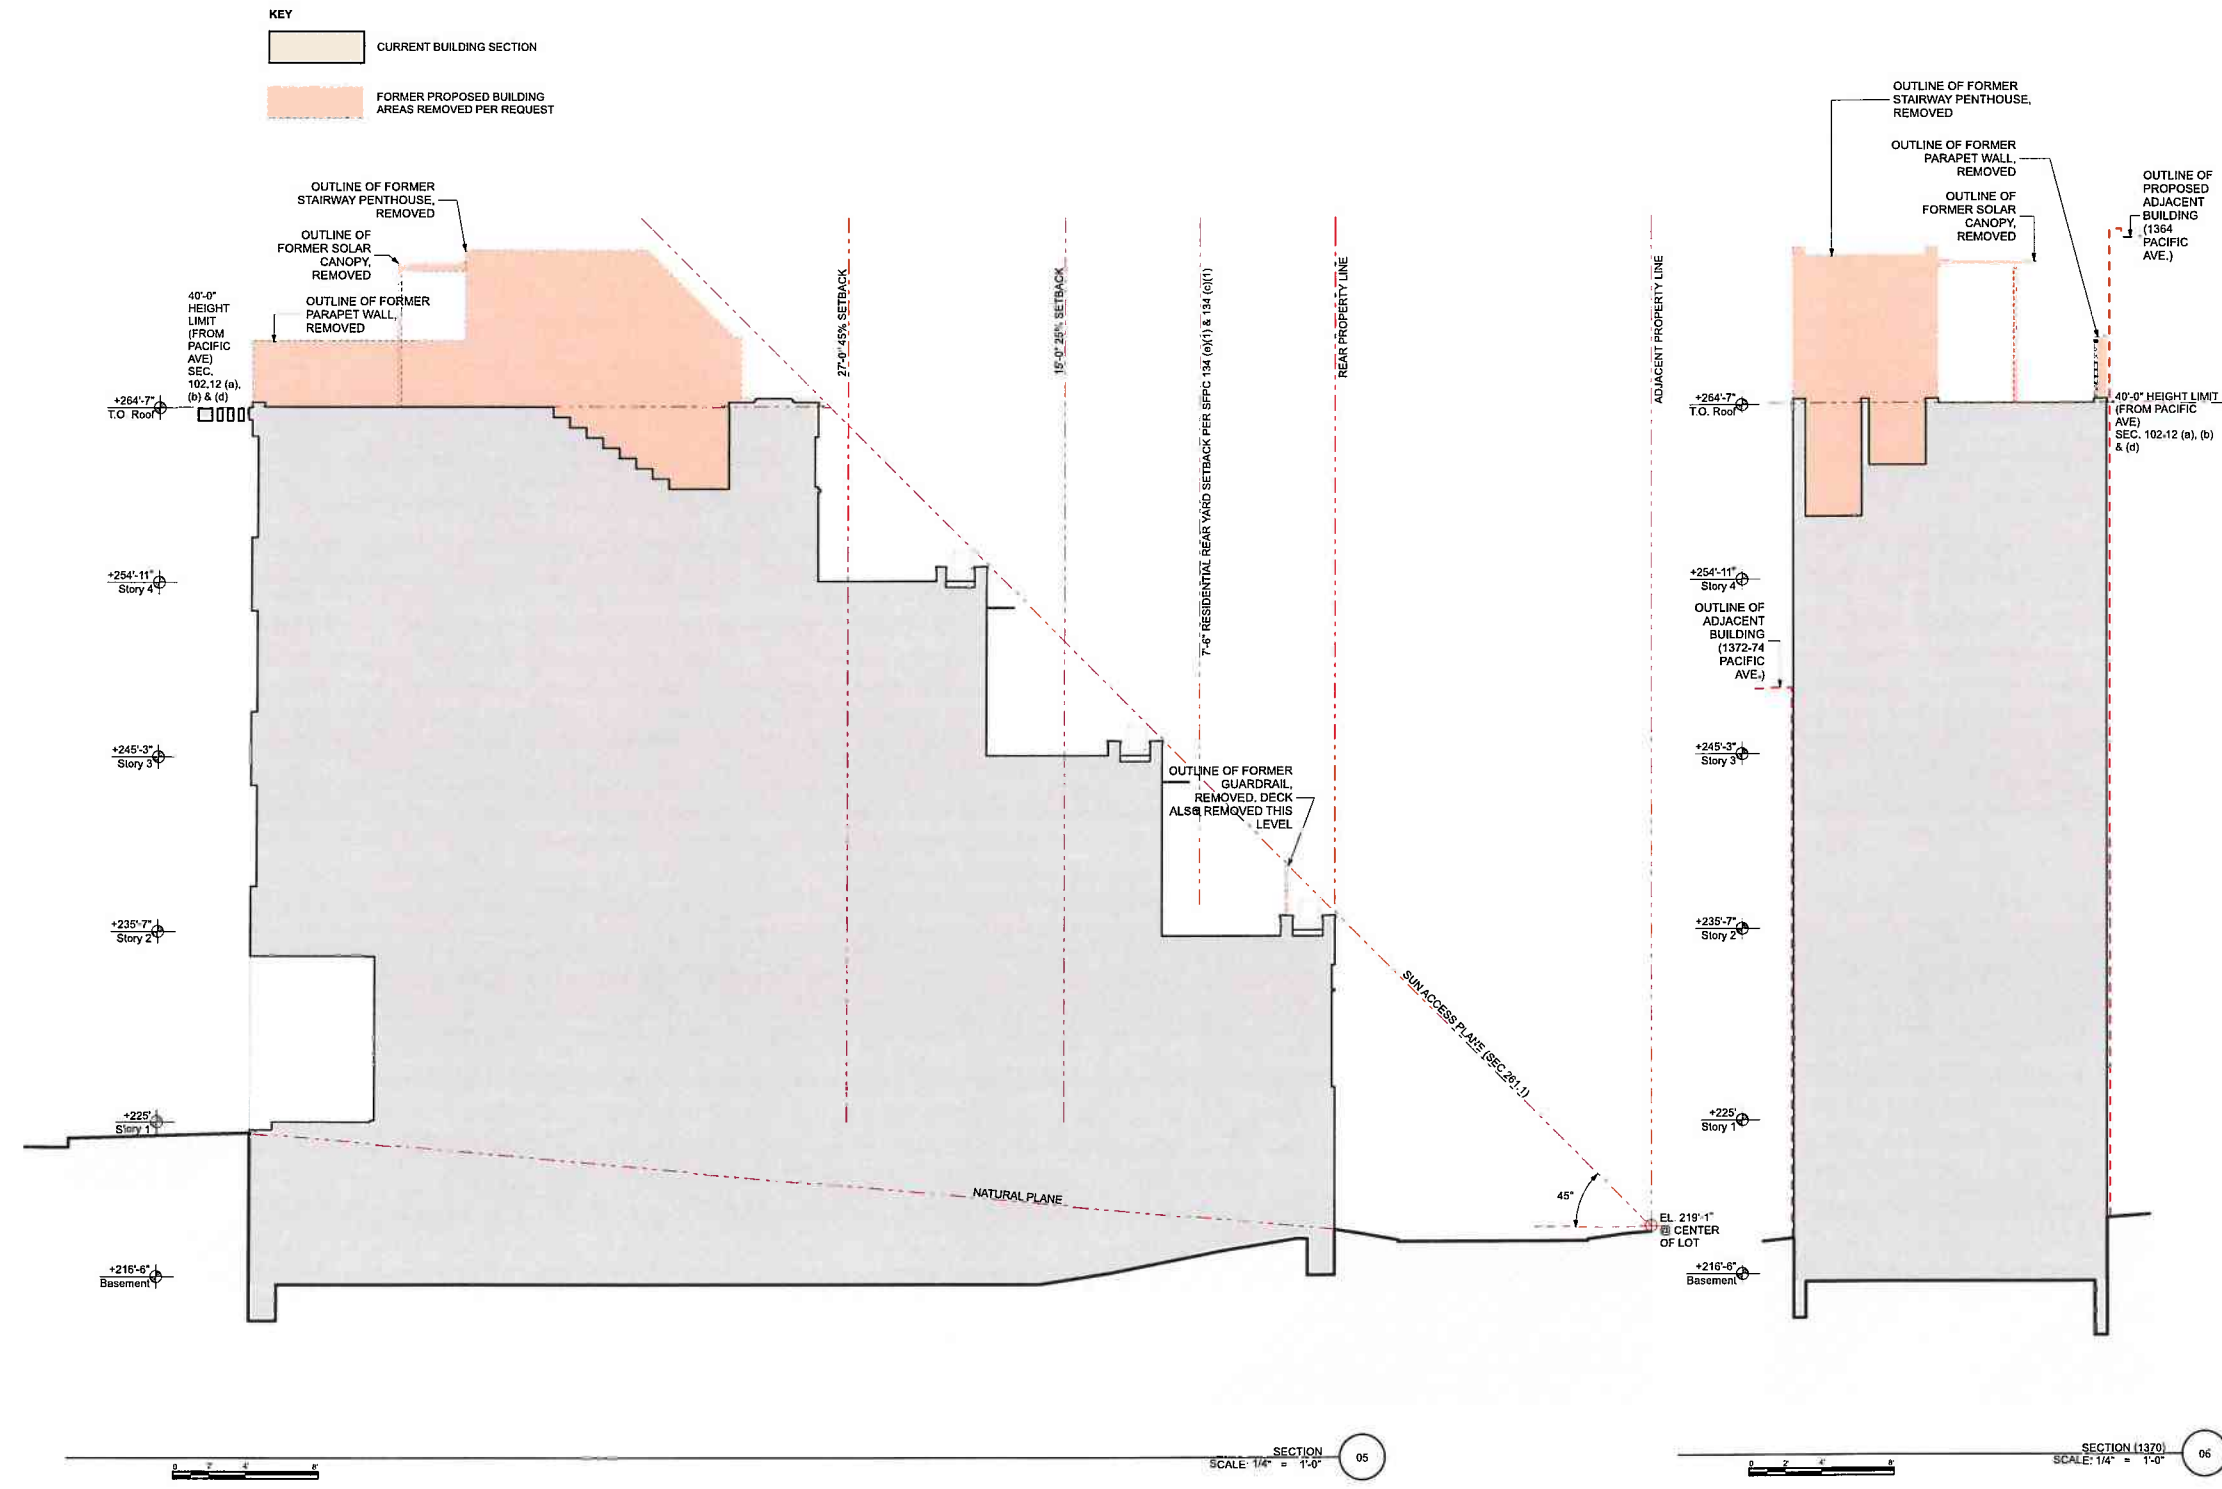 KEY
CURRENT BUILDING SECTION
FORMER PROPOSED BUILDING
AREAS REMOVED PER REQUEST
OUTLINE OF FORMER
STAIRWAY PENTHOUSE,
REMOVED
OUTLINE OF
FORMER SOLAR
CANOPY,
REMOVED
OUTLINE OF FORMER
PARAPET WALL,
REMOVED
40'-0"
HEIGHT
LIMIT
(FROM
PACIFIC
AVE)
SEC.
102.12 (a),
(b) & (d)
+264'-7"
T.O. Roof
+254'-11"
Story 4
+245'-3"
Story 3
+235'-7"
Story 2
+225'
Story 1
+216'-6"
Basement
27'-0" 45% SETBACK
15'-0" 25% SETBACK
7'-6" RESIDENTIAL REAR YARD SETBACK PER SFPC 134 (a)(1) & 134 (c)(1)
REAR PROPERTY LINE
ADJACENT PROPERTY LINE
OUTLINE OF FORMER
GUARDRAIL,
REMOVED. DECK
ALSO REMOVED THIS
LEVEL
SUN ACCESS PLANE (SEC 261.1)
NATURAL PLANE
45°
EL. 219'-1"
@ CENTER
OF LOT
0 2' 4' 8'
SECTION
SCALE: 1/4" = 1'-0"
05
OUTLINE OF FORMER
STAIRWAY PENTHOUSE,
REMOVED
OUTLINE OF FORMER
PARAPET WALL,
REMOVED
OUTLINE OF
FORMER SOLAR
CANOPY,
REMOVED
OUTLINE OF
PROPOSED
ADJACENT
BUILDING
(1364
PACIFIC
AVE.)
40'-0" HEIGHT LIMIT
(FROM PACIFIC
AVE)
SEC. 102.12 (a), (b)
& (d)
+264'-7"
T.O. Roof
+254'-11"
Story 4
OUTLINE OF
ADJACENT
BUILDING
(1372-74
PACIFIC
AVE.)
+245'-3"
Story 3
+235'-7"
Story 2
+225'
Story 1
+216'-6"
Basement
0 2' 4' 8'
SECTION (1370)
SCALE: 1/4" = 1'-0"
06